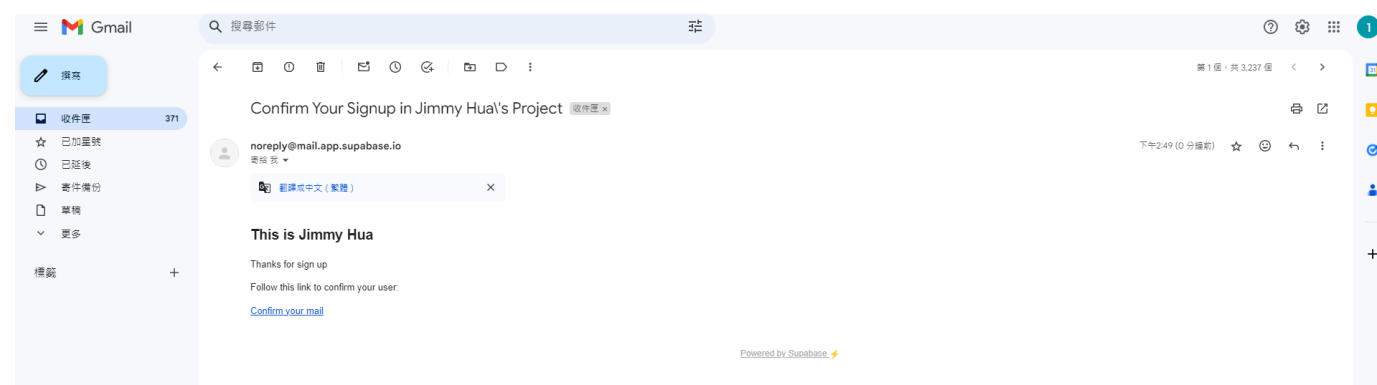 Gmail
搜尋郵件
1
撰寫
第 1 個，共 3,237 個
收件匣 371
已加星號
已延後
寄件備份
草稿
更多
標籤
Confirm Your Signup in Jimmy Hua\'s Project 收件匣 x
noreply@mail.app.supabase.io
下午2:49 (0 分鐘前)
寄給 我
翻譯成中文 ( 繁體 )
This is Jimmy Hua
Thanks for sign up
Follow this link to confirm your user:
Confirm your mail
Powered by Supabase ⚡